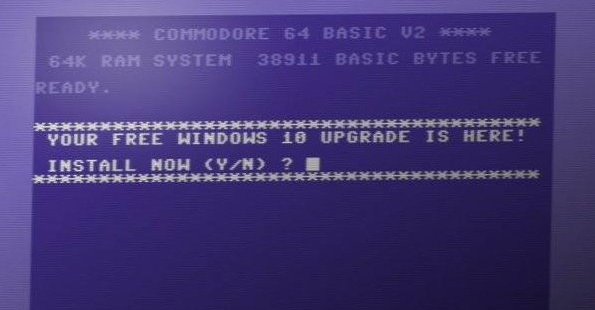 **** COMMODORE 64 BASIC V2 ****
64K RAM SYSTEM  38911 BASIC BYTES FREE
READY.
******************************************
YOUR FREE WINDOWS 10 UPGRADE IS HERE!
INSTALL NOW (Y/N) ?
******************************************